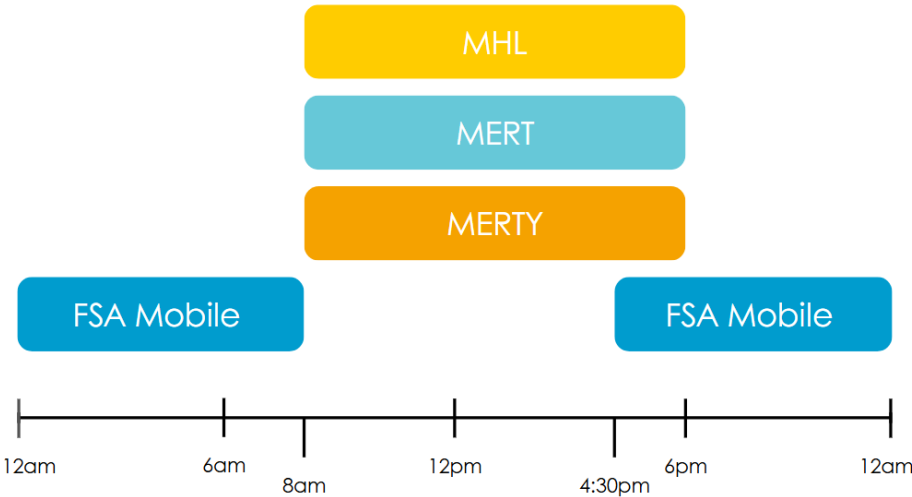 MHL
MERT
MERTY
FSA Mobile
FSA Mobile
12am
6am
8am
12pm
4:30pm
6pm
12am